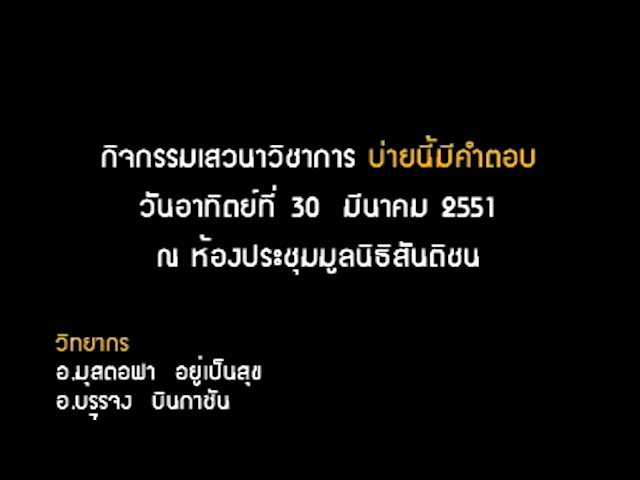 กิจกรรมเสวนาวิชาการ บ่ายนี้มีคำตอบ
วันอาทิตย์ที่ 30 มีนาคม 2551
ณ ห้องประชุมมูลนิธิสันติชน
วิทยากร
อ.มุสตอฟา อยู่เป็นสุข
อ.บรรจง บินกาซัน